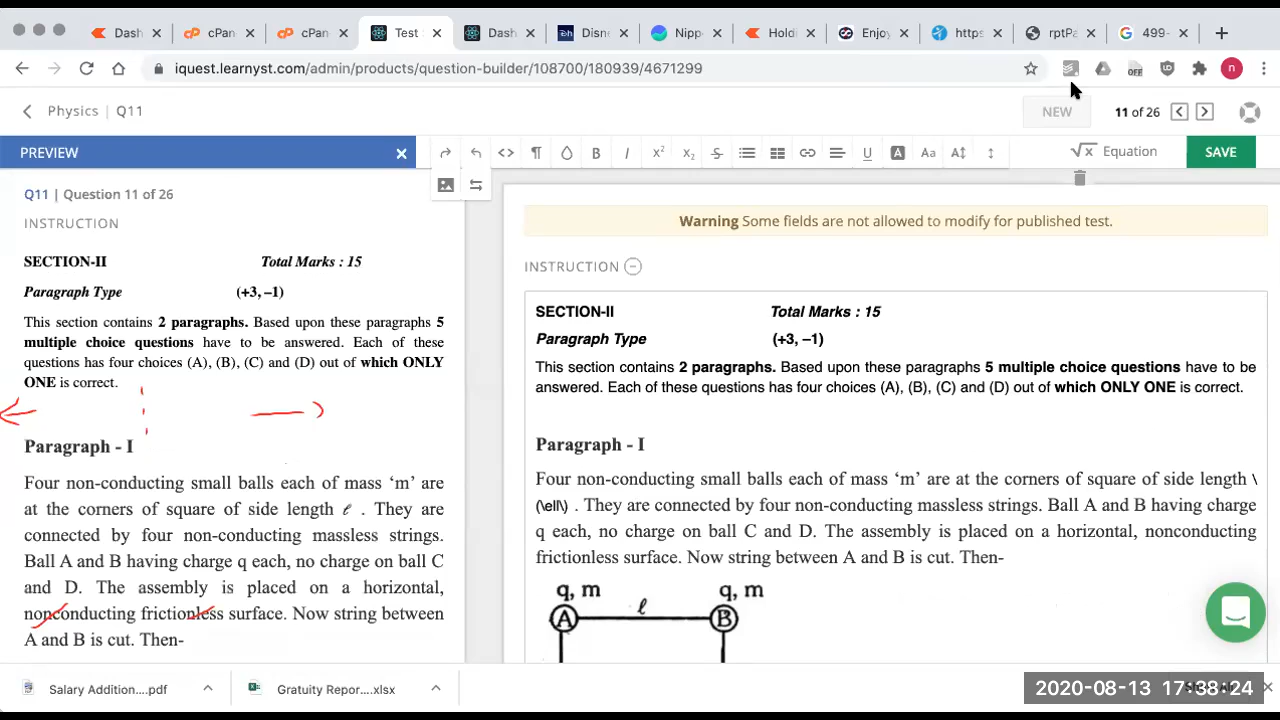 Dash
cPan
cPan
Test
Dash
Disne
Nipp
Holdi
Enjoy
https
rptPa
499-
iquest.learnyst.com/admin/products/question-builder/108700/180939/4671299
OFF
n
Physics | Q11
NEW
11 of 26
PREVIEW
Equation
SAVE
Q11 | Question 11 of 26
INSTRUCTION
SECTION-II Total Marks : 15
Paragraph Type (+3, –1)
This section contains 2 paragraphs. Based upon these paragraphs 5
multiple choice questions have to be answered. Each of these
questions has four choices (A), (B), (C) and (D) out of which ONLY
ONE is correct.
Paragraph - I
Four non-conducting small balls each of mass ‘m’ are
at the corners of square of side length ℓ . They are
connected by four non-conducting massless strings.
Ball A and B having charge q each, no charge on ball C
and D. The assembly is placed on a horizontal,
nonconducting frictionless surface. Now string between
A and B is cut. Then-
Warning Some fields are not allowed to modify for published test.
INSTRUCTION
SECTION-II Total Marks : 15
Paragraph Type (+3, –1)
This section contains 2 paragraphs. Based upon these paragraphs 5 multiple choice questions have to be
answered. Each of these questions has four choices (A), (B), (C) and (D) out of which ONLY ONE is correct.
Paragraph - I
Four non-conducting small balls each of mass ‘m’ are at the corners of square of side length \
(\ell\) . They are connected by four non-conducting massless strings. Ball A and B having charge
q each, no charge on ball C and D. The assembly is placed on a horizontal, nonconducting
frictionless surface. Now string between A and B is cut. Then-
q, m q, m
A ℓ B
Salary Addition....pdf
Gratuity Repor....xlsx
2020-08-13 17:38:24